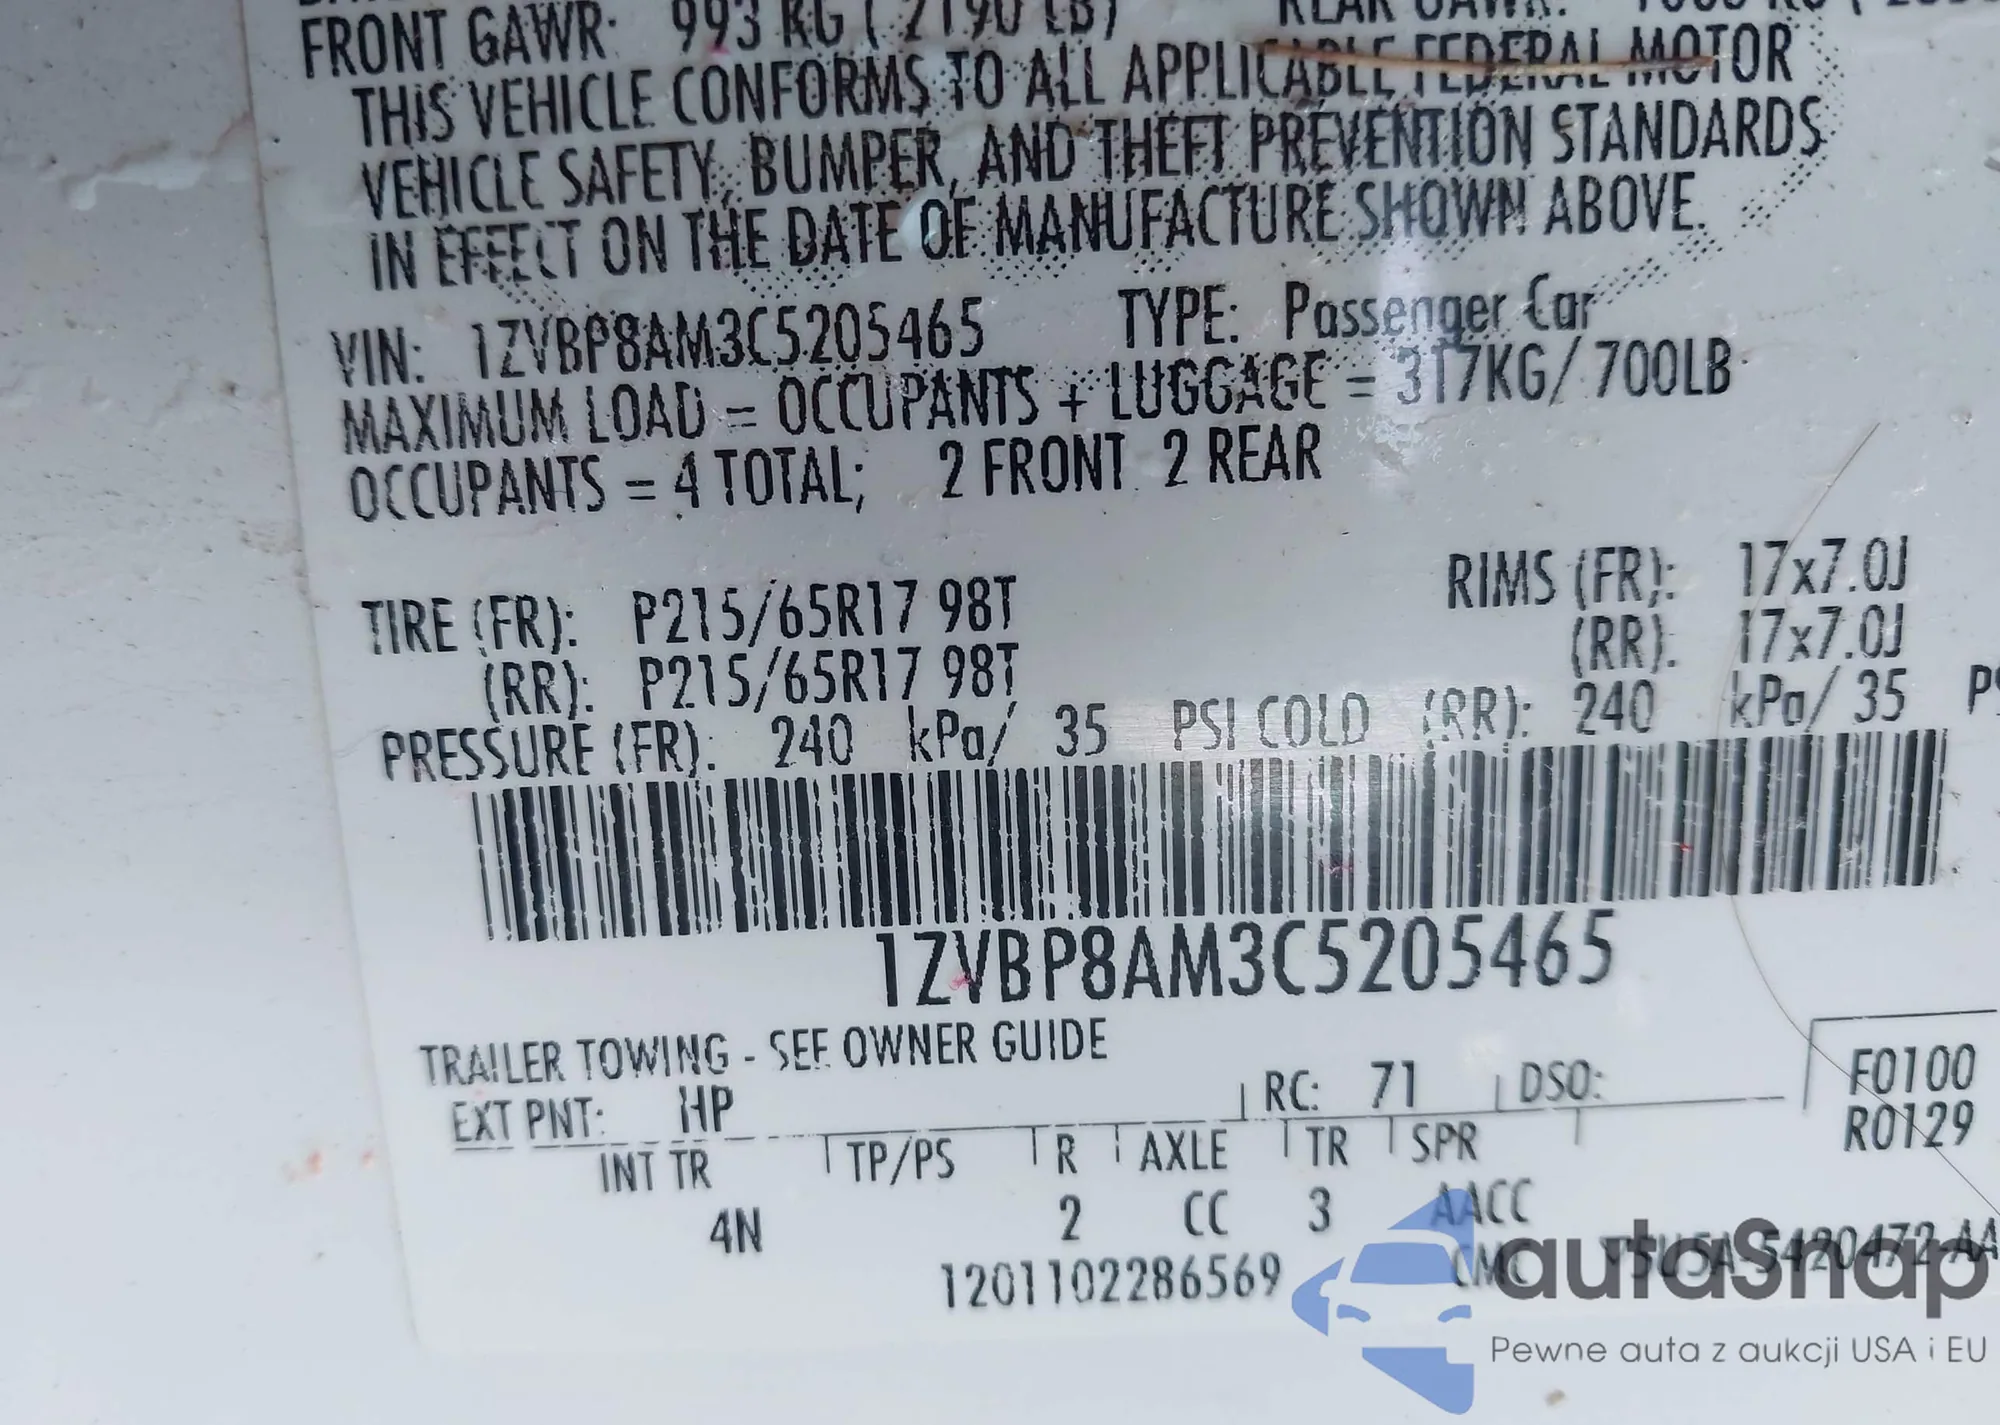 FRONT GAWR: 993 KG ( 2190 LB) REAR GAWR:
THIS VEHICLE CONFORMS TO ALL APPLICABLE FEDERAL MOTOR
VEHICLE SAFETY, BUMPER, AND THEFT PREVENTION STANDARDS
IN EFFECT ON THE DATE OF MANUFACTURE SHOWN ABOVE.
VIN: 1ZVBP8AM3C5205465 TYPE: Passenger Car
MAXIMUM LOAD = OCCUPANTS + LUGGAGE = 317KG/ 700LB
OCCUPANTS = 4 TOTAL; 2 FRONT 2 REAR
TIRE (FR): P215/65R17 98T RIMS (FR): 17x7.0J
(RR): P215/65R17 98T (RR): 17x7.0J
PRESSURE (FR): 240 kPa/ 35 PSI COLD (RR): 240 kPa/ 35
1ZVBP8AM3C5205465
TRAILER TOWING - SEE OWNER GUIDE
EXT PNT: HP RC: 71 DSO: F0100
R0129
INT TR TP/PS R AXLE TR SPR
4N 2 CC 3 AACC
1201102286569 CMC
autaSnap
Pewne auta z aukcji USA i EU